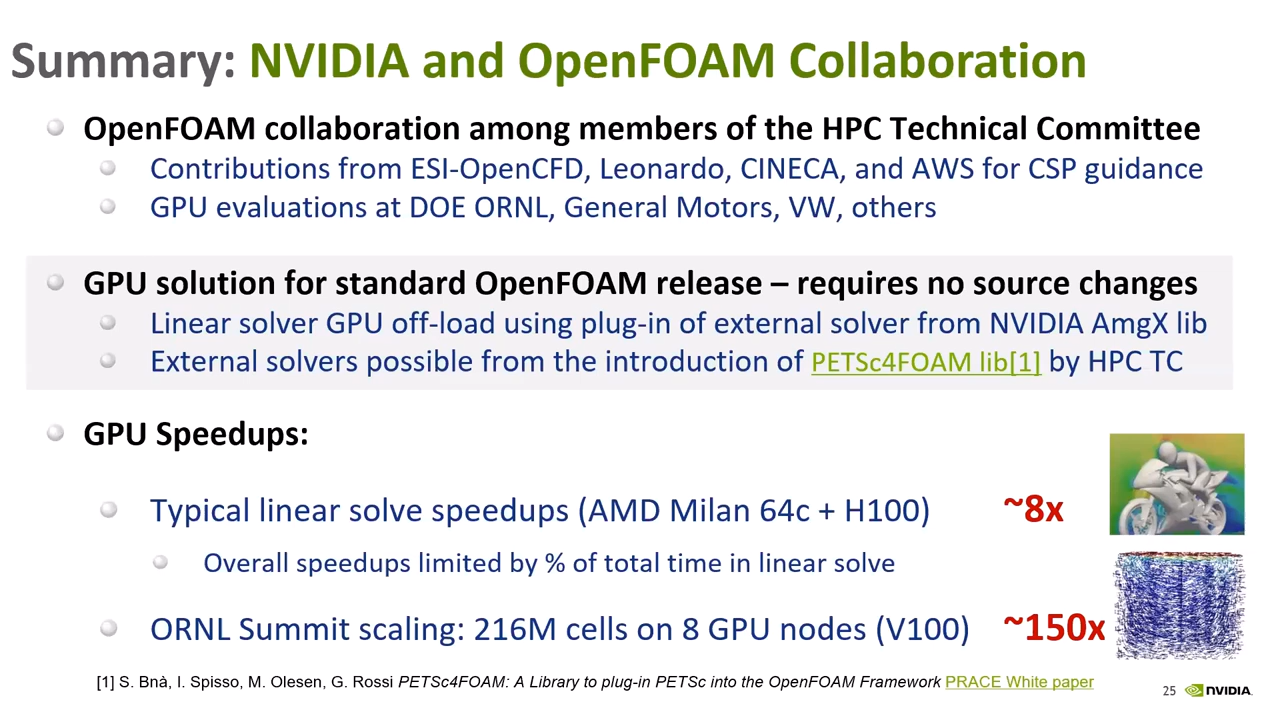 Summary: NVIDIA and OpenFOAM Collaboration
OpenFOAM collaboration among members of the HPC Technical Committee
Contributions from ESI-OpenCFD, Leonardo, CINECA, and AWS for CSP guidance
GPU evaluations at DOE ORNL, General Motors, VW, others
GPU solution for standard OpenFOAM release – requires no source changes
Linear solver GPU off-load using plug-in of external solver from NVIDIA AmgX lib
External solvers possible from the introduction of PETSc4FOAM lib[1] by HPC TC
GPU Speedups:
Typical linear solve speedups (AMD Milan 64c + H100) ~8x
Overall speedups limited by % of total time in linear solve
ORNL Summit scaling: 216M cells on 8 GPU nodes (V100) ~150x
[1] S. Bnà, I. Spisso, M. Olesen, G. Rossi PETSc4FOAM: A Library to plug-in PETSc into the OpenFOAM Framework PRACE White paper
25 NVIDIA.